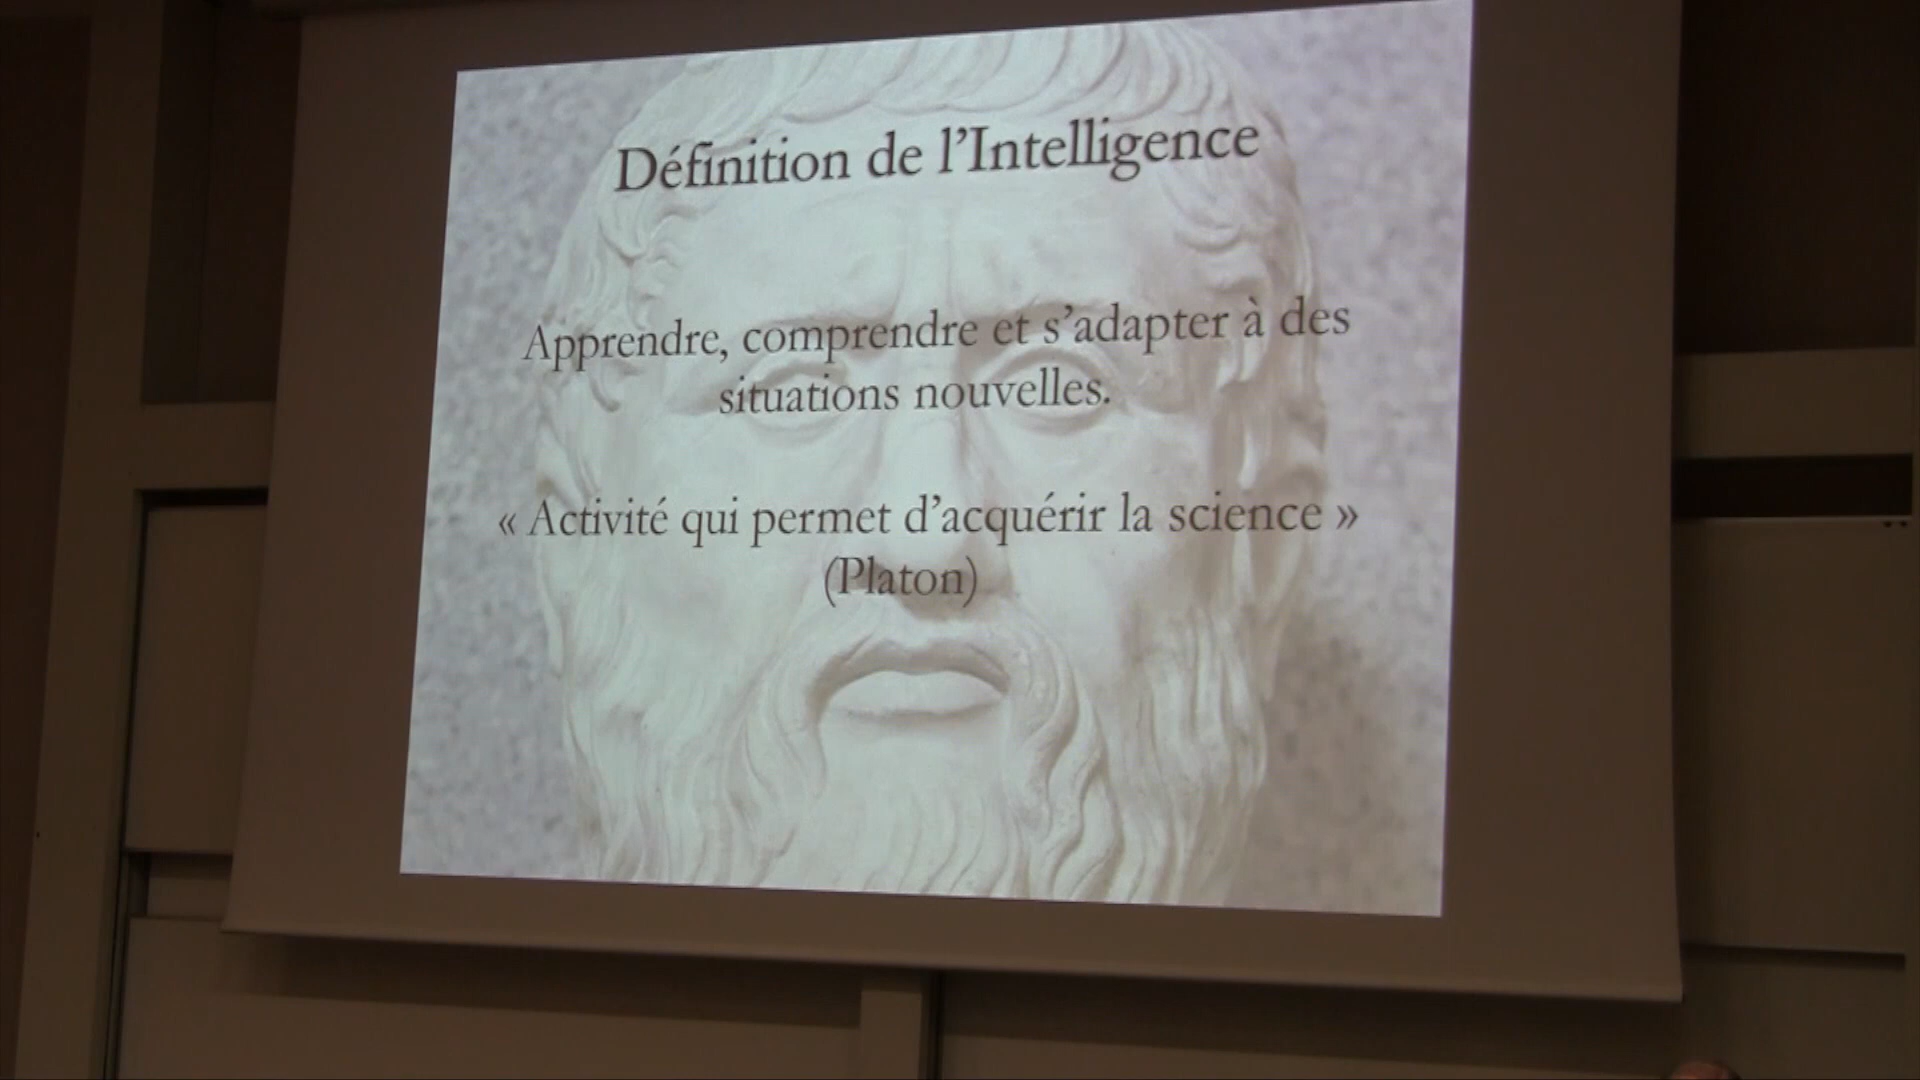 Définition de l’Intelligence
Apprendre, comprendre et s’adapter à des
situations nouvelles.
« Activité qui permet d’acquérir la science »
(Platon)